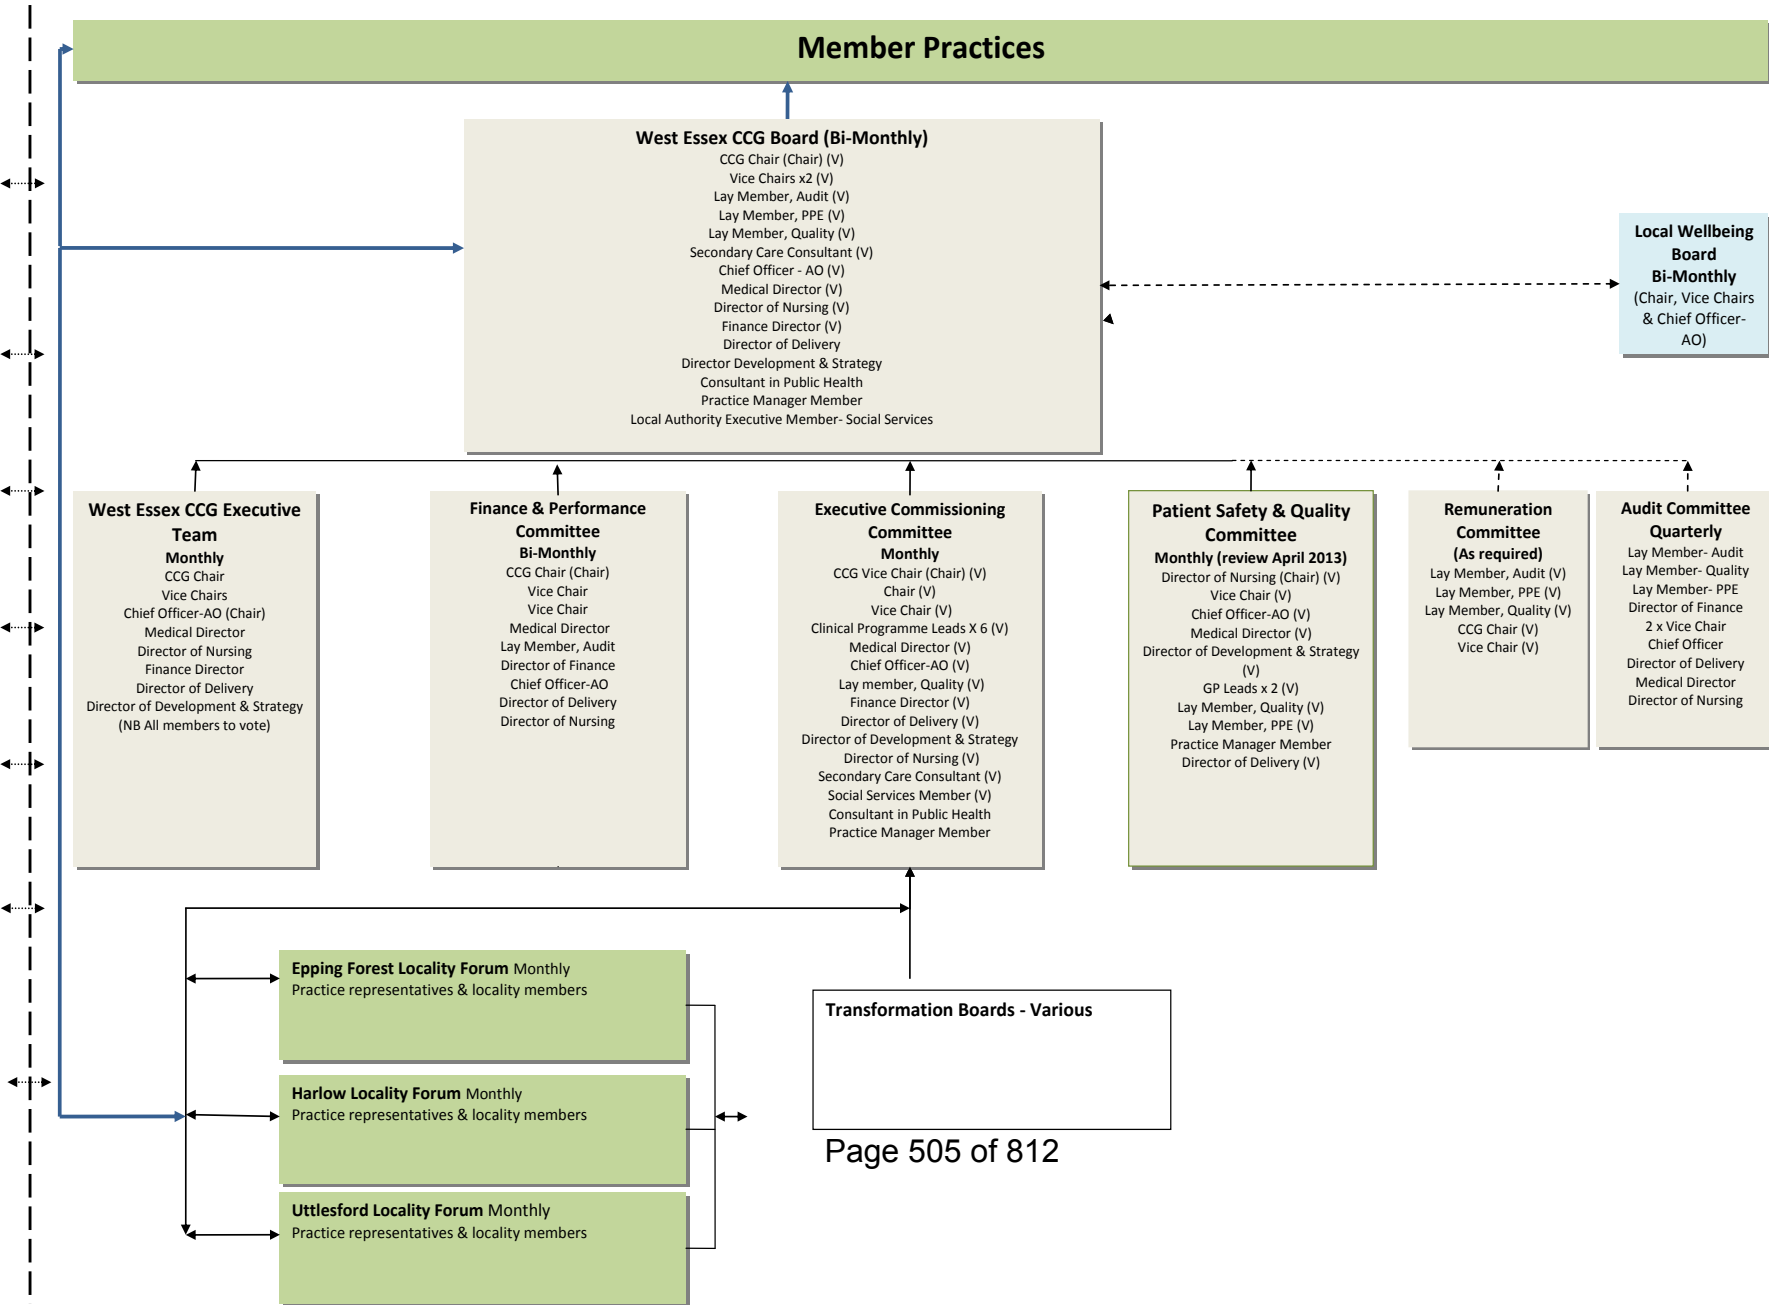 Member Practices
West Essex CCG Board (Bi-Monthly)
CCG Chair (Chair) (V)
Vice Chairs x2 (V)
Lay Member, Audit (V)
Lay Member, PPE (V)
Lay Member, Quality (V)
Secondary Care Consultant (V)
Chief Officer - AO (V)
Medical Director (V)
Director of Nursing (V)
Finance Director (V)
Director of Delivery
Director Development & Strategy
Consultant in Public Health
Practice Manager Member
Local Authority Executive Member- Social Services
Local Wellbeing
Board
Bi-Monthly
(Chair, Vice Chairs
& Chief Officer-
AO)
West Essex CCG Executive
Team
Monthly
CCG Chair
Vice Chairs
Chief Officer-AO (Chair)
Medical Director
Director of Nursing
Finance Director
Director of Delivery
Director of Development & Strategy
(NB All members to vote)
Finance & Performance
Committee
Bi-Monthly
CCG Chair (Chair)
Vice Chair
Vice Chair
Medical Director
Lay Member, Audit
Director of Finance
Chief Officer-AO
Director of Delivery
Director of Nursing
Executive Commissioning
Committee
Monthly
CCG Vice Chair (Chair) (V)
Chair (V)
Vice Chair (V)
Clinical Programme Leads X 6 (V)
Medical Director (V)
Chief Officer-AO (V)
Lay member, Quality (V)
Finance Director (V)
Director of Delivery (V)
Director of Development & Strategy
Director of Nursing (V)
Secondary Care Consultant (V)
Social Services Member (V)
Consultant in Public Health
Practice Manager Member
Patient Safety & Quality
Committee
Monthly (review April 2013)
Director of Nursing (Chair) (V)
Vice Chair (V)
Chief Officer-AO (V)
Medical Director (V)
Director of Development & Strategy
(V)
GP Leads x 2 (V)
Lay Member, Quality (V)
Lay Member, PPE (V)
Practice Manager Member
Director of Delivery (V)
Remuneration
Committee
(As required)
Lay Member, Audit (V)
Lay Member, PPE (V)
Lay Member, Quality (V)
CCG Chair (V)
Vice Chair (V)
Audit Committee
Quarterly
Lay Member- Audit
Lay Member- Quality
Lay Member- PPE
Director of Finance
2 x Vice Chair
Chief Officer
Director of Delivery
Medical Director
Director of Nursing
Epping Forest Locality Forum Monthly
Practice representatives & locality members
Harlow Locality Forum Monthly
Practice representatives & locality members
Uttlesford Locality Forum Monthly
Practice representatives & locality members
Transformation Boards - Various
Page 505 of 812